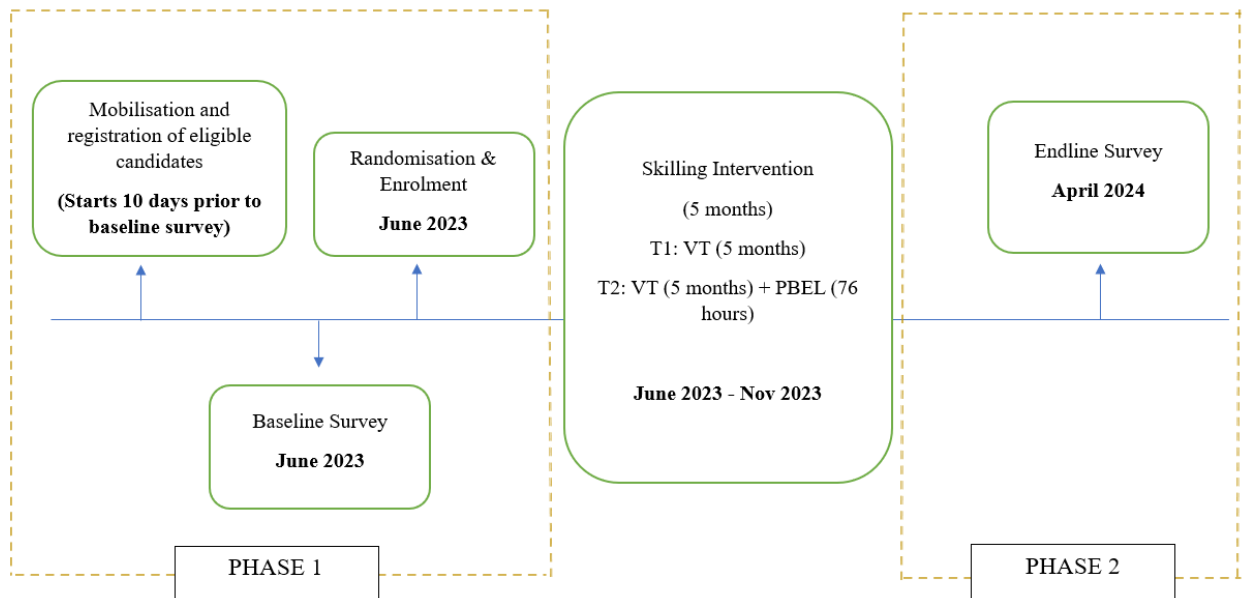 Mobilisation and
registration of eligible
candidates
(Starts 10 days prior to
baseline survey)
Randomisation &
Enrolment
June 2023
Baseline Survey
June 2023
PHASE 1
Skilling Intervention
(5 months)
T1: VT (5 months)
T2: VT (5 months) + PBEL (76
hours)
June 2023 - Nov 2023
Endline Survey
April 2024
PHASE 2